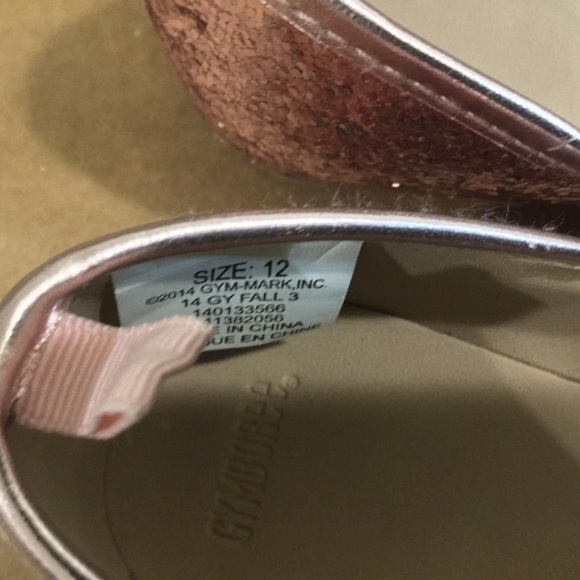 SIZE: 12
©2014 GYM-MARK,INC.
14 GY FALL 3
140133566
11382056
IN CHINA
EN CHINE
GYMBOREE